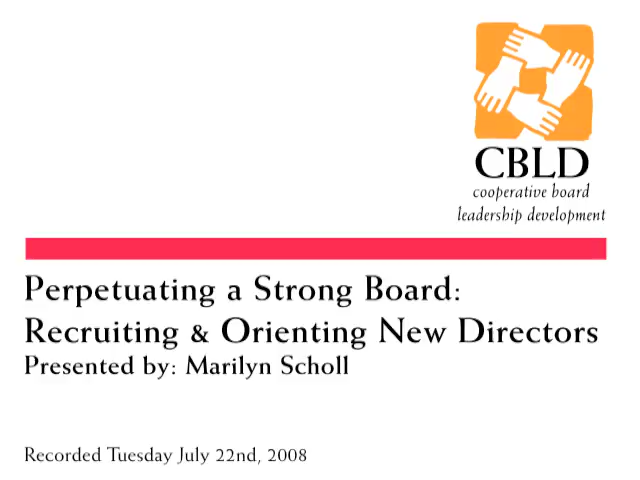 CBLD
cooperative board
leadership development
Perpetuating a Strong Board:
Recruiting & Orienting New Directors
Presented by: Marilyn Scholl
Recorded Tuesday July 22nd, 2008